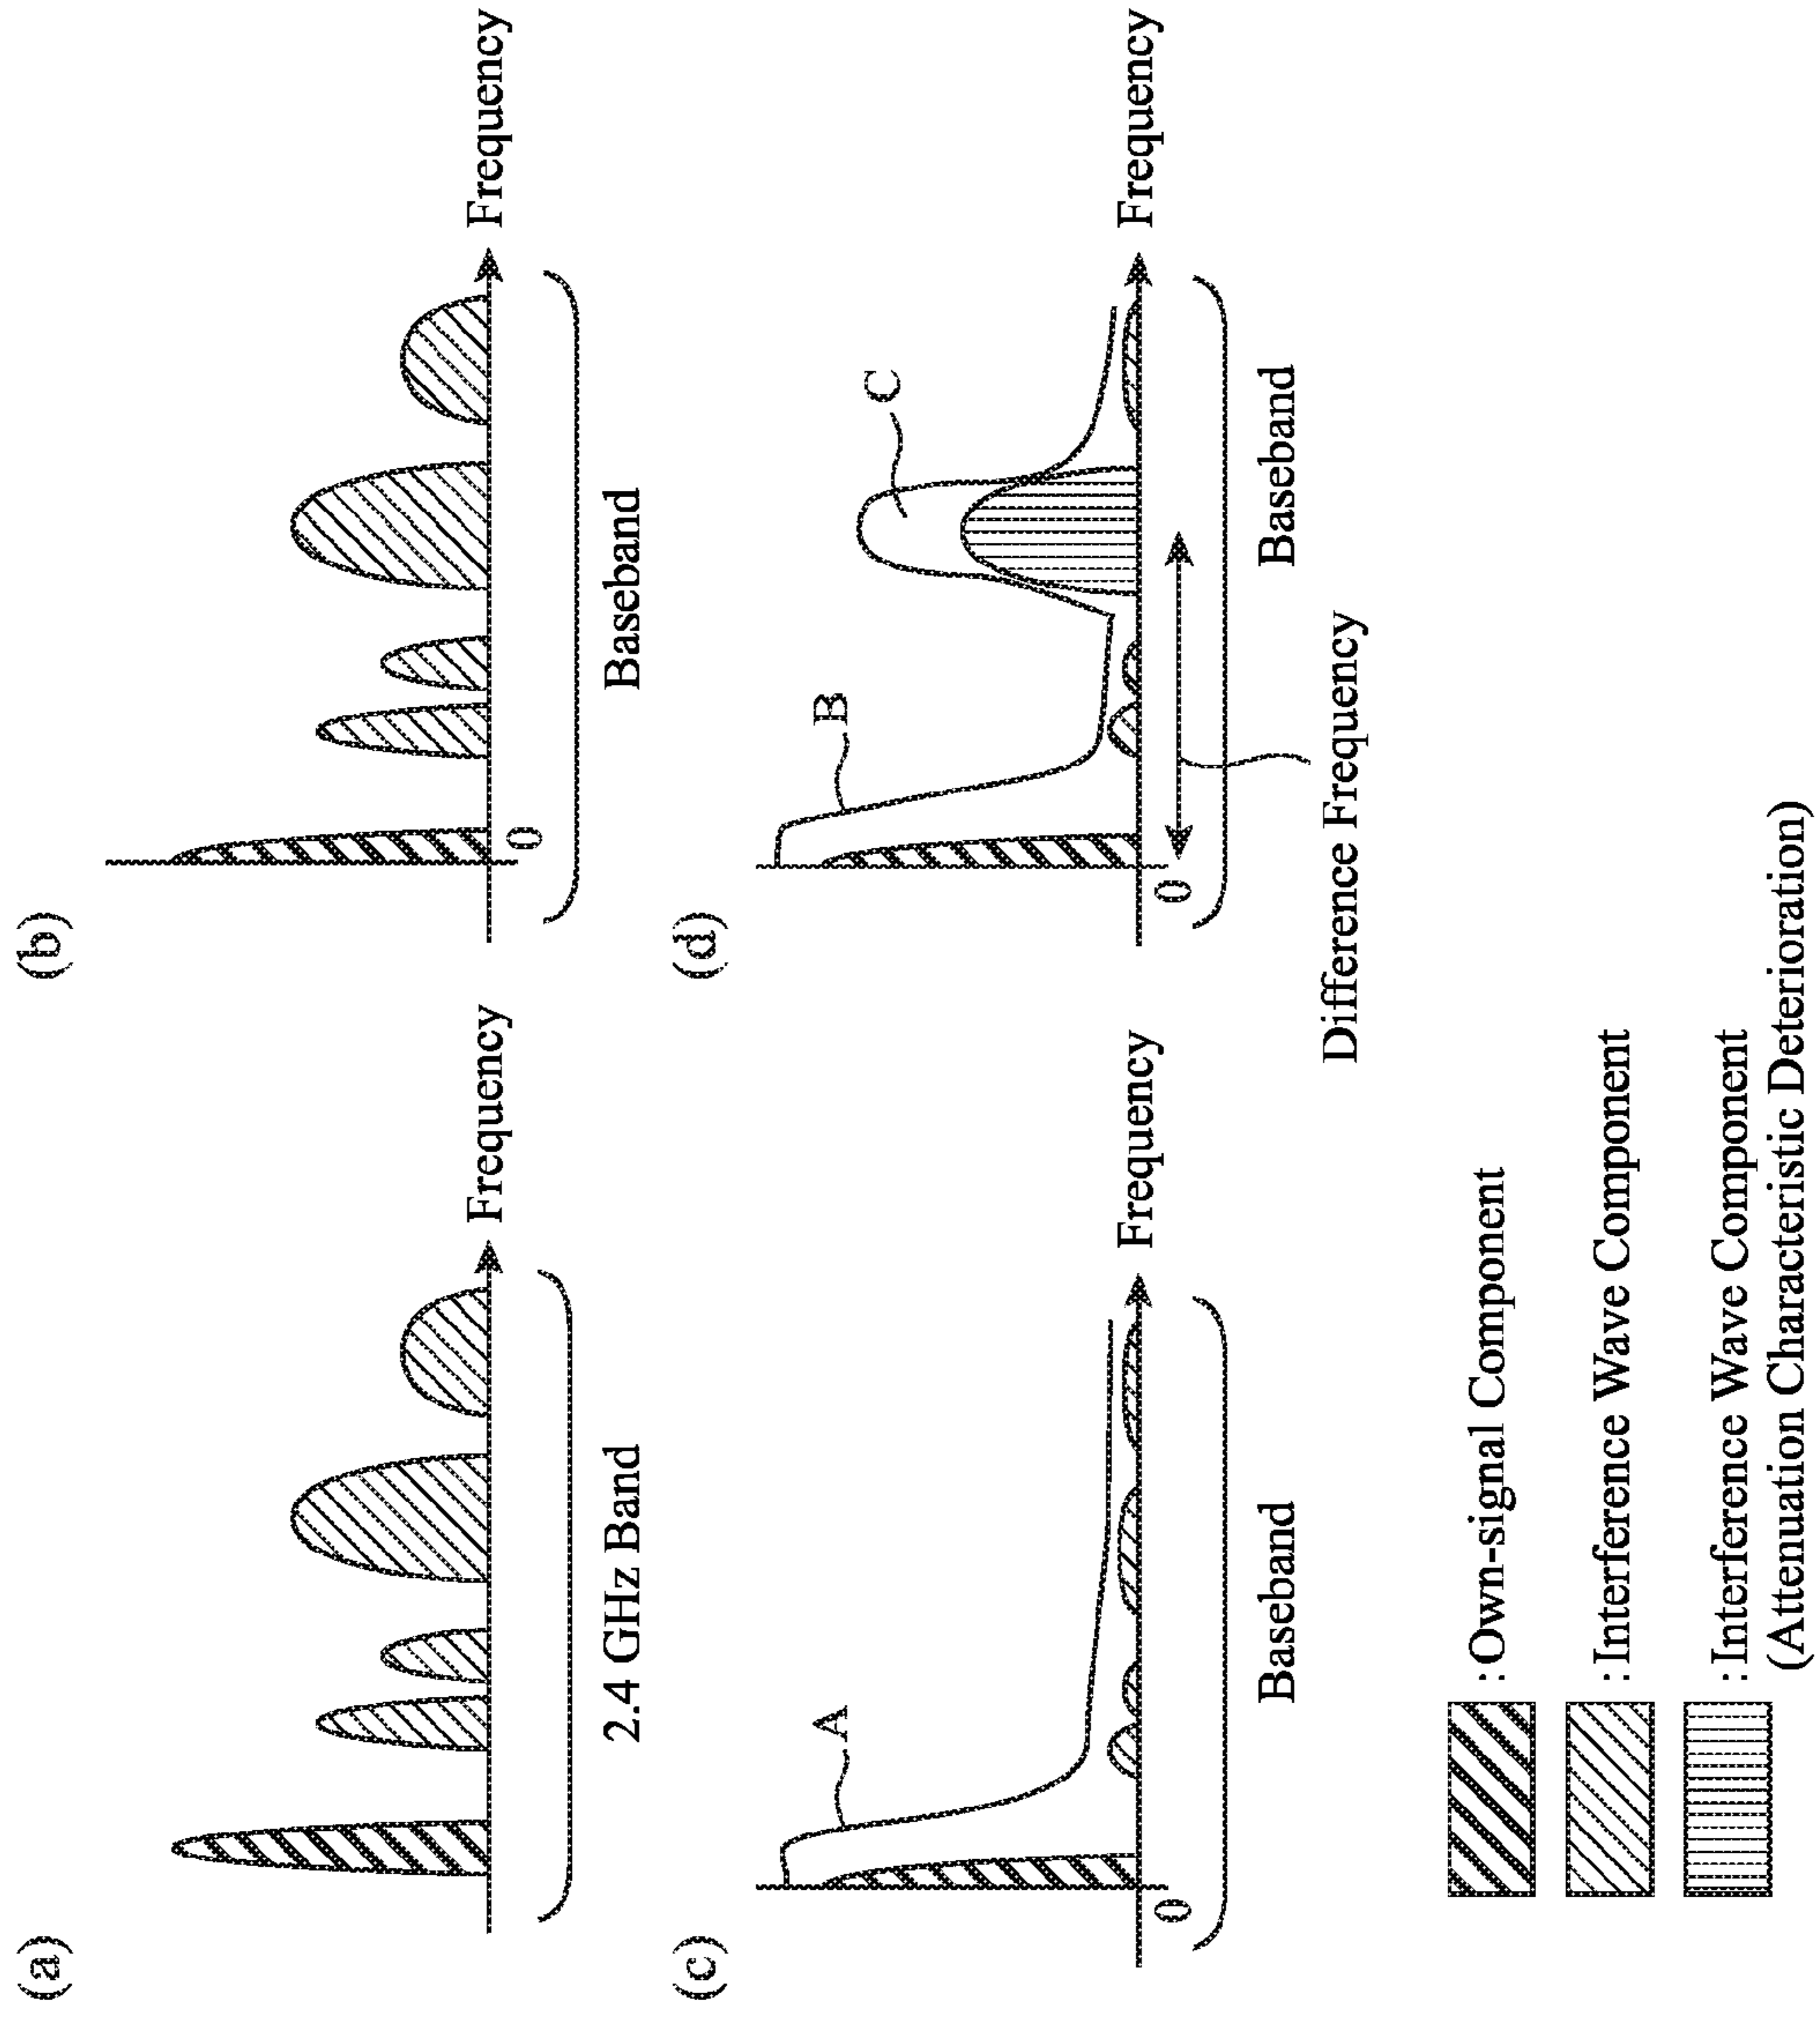 (a)
Frequency
2.4 GHz Band
(b)
Frequency
0
Baseband
(c)
A
Frequency
0
Baseband
(d)
B
C
Frequency
0
Difference Frequency
Baseband
:Own-signal Component
:Interference Wave Component
:Interference Wave Component
(Attenuation Characteristic Deterioration)